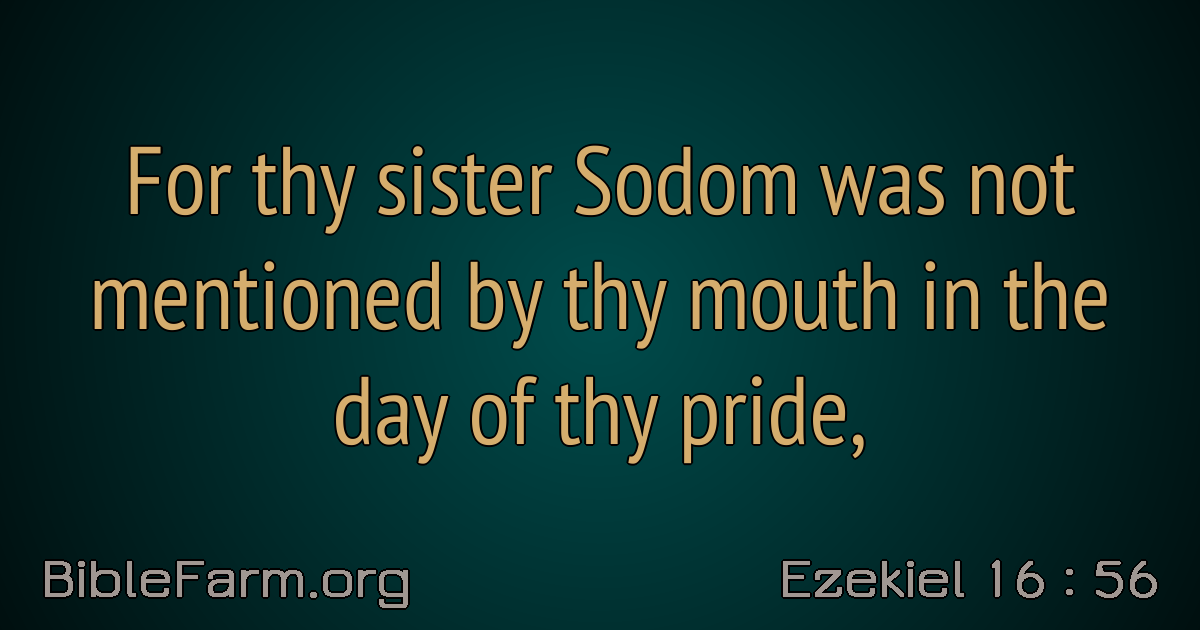 For thy sister Sodom was not
mentioned by thy mouth in the
day of thy pride,
BibleFarm.org
Ezekiel 16 : 56